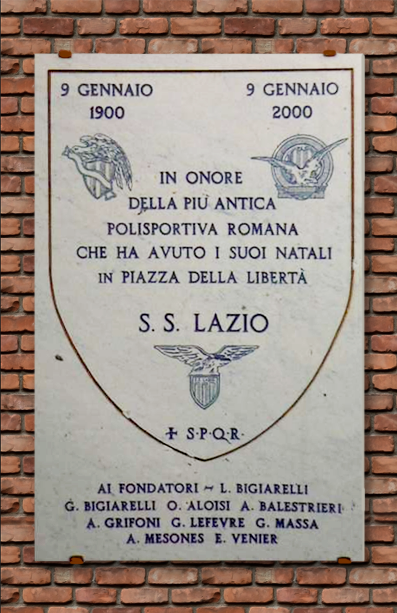 9 GENNAIO 9 GENNAIO
1900 2000
IN ONORE
DELLA PIÙ ANTICA
POLISPORTIVA ROMANA
CHE HA AVUTO I SUOI NATALI
IN PIAZZA DELLA LIBERTÀ
S. S. LAZIO
✝ S·P·Q·R·
AI FONDATORI ~ L. BIGIARELLI
G. BIGIARELLI O. ALOISI A. BALESTRIERI
A. GRIFONI G. LEFEVRE G. MASSA
A. MESONES E. VENIER